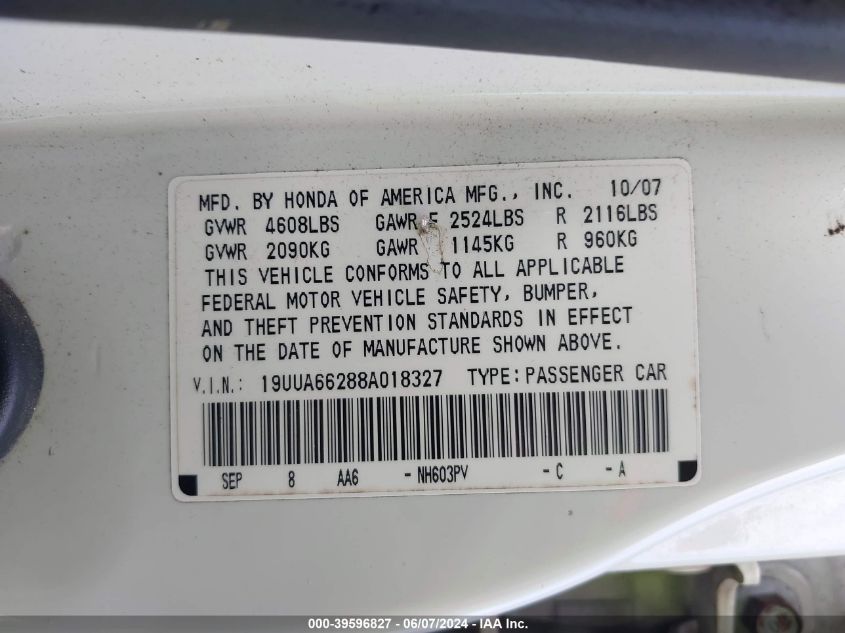 MFD. BY HONDA OF AMERICA MFG., INC. 10/07
GVWR 4608LBS GAWR F 2524LBS R 2116LBS
GVWR 2090KG GAWR 1145KG R 960KG
THIS VEHICLE CONFORMS TO ALL APPLICABLE
FEDERAL MOTOR VEHICLE SAFETY, BUMPER,
AND THEFT PREVENTION STANDARDS IN EFFECT
ON THE DATE OF MANUFACTURE SHOWN ABOVE.
V.I.N.: 19UUA66288A018327 TYPE: PASSENGER CAR
SEP 8 AA6 - NH603PV - C - A
000-39596827 - 06/07/2024 - IAA Inc.